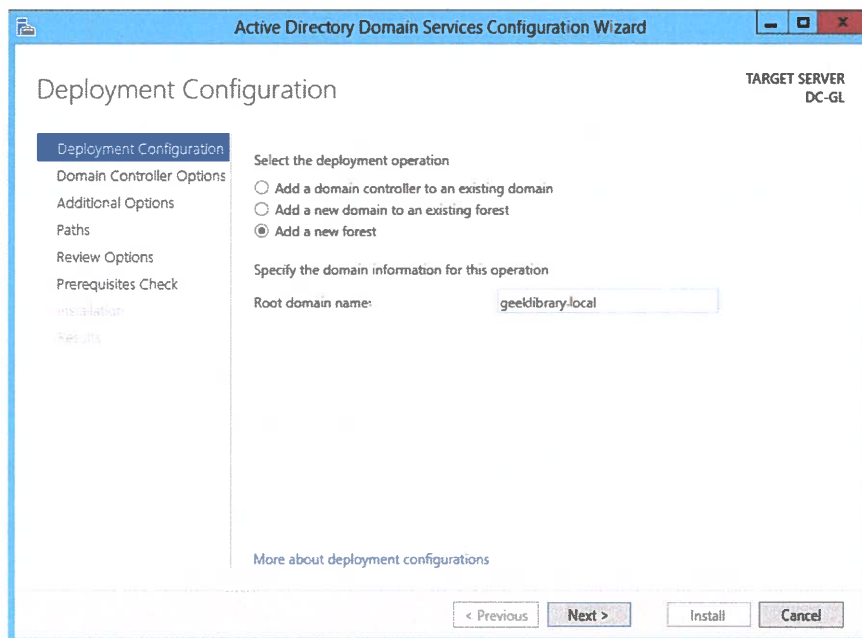 Active Directory Domain Services Configuration Wizard
Deployment Configuration
TARGET SERVER
DC-GL
Deployment Configuration
Domain Controller Options
Additional Options
Paths
Review Options
Prerequisites Check
Installation
Results
Select the deployment operation
Add a domain controller to an existing domain
Add a new domain to an existing forest
Add a new forest
Specify the domain information for this operation
Root domain name: geeklibrary.local
More about deployment configurations
< Previous Next > Install Cancel